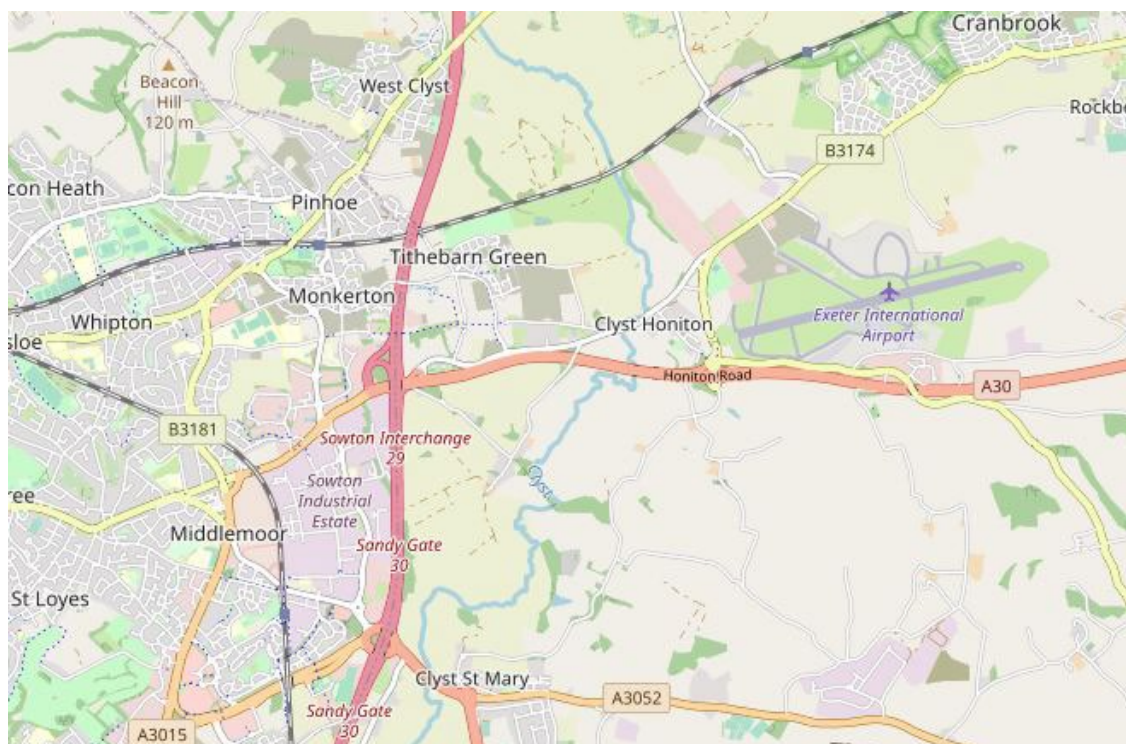 Cranbrook
West Clyst
Beacon
Hill
120 m
B3174
con Heath
Pinhoe
Tithebarn Green
Monkerton
Whipton
Clyst Honiton
Exeter International
Airport
sloe
Honiton Road
A30
B3181
Sowton Interchange
29
Sowton
Industrial
Estate
Clyst
ree
Middlemoor
Sandy Gate
30
St Loyes
Clyst St Mary
A3052
Sandy Gate
30
A3015